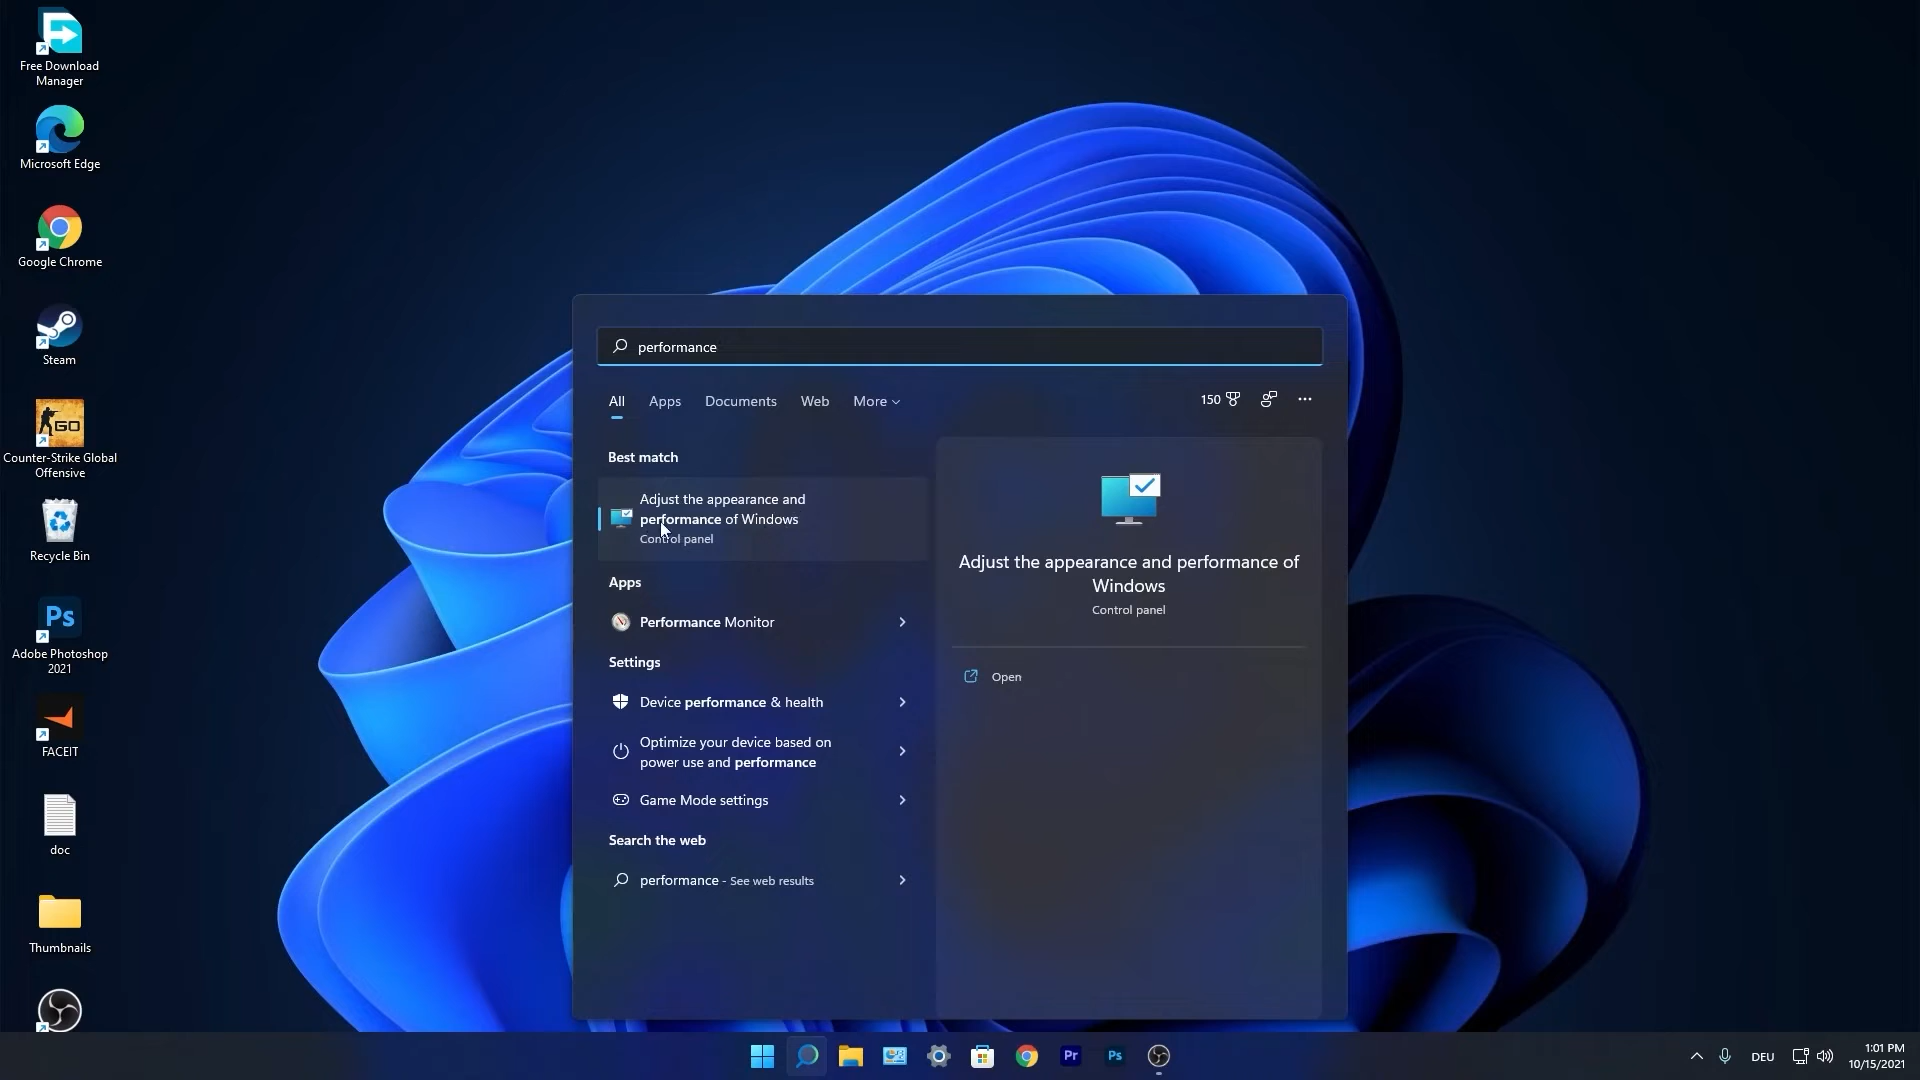 Free Download
Manager
Microsoft Edge
Google Chrome
Steam
GO
Counter-Strike Global
Offensive
Recycle Bin
Ps
Adobe Photoshop
2021
FACEIT
doc
Thumbnails
performance
All
Apps
Documents
Web
More
150
Best match
Adjust the appearance and
performance of Windows
Control panel
Apps
Performance Monitor
Settings
Device performance & health
Optimize your device based on
power use and performance
Game Mode settings
Search the web
performance - See web results
Adjust the appearance and performance of
Windows
Control panel
Open
Pr
Ps
DEU
1:01 PM
10/15/2021